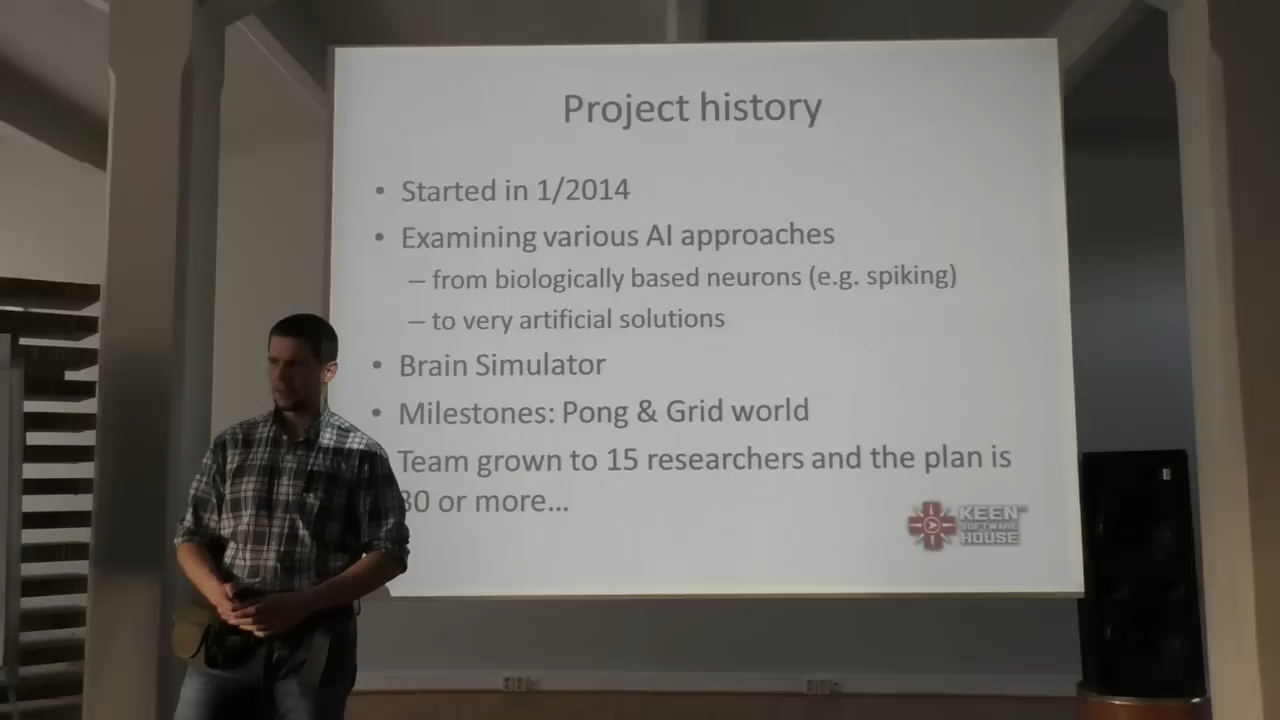 Project history
• Started in 1/2014
• Examining various AI approaches
– from biologically based neurons (e.g. spiking)
– to very artificial solutions
• Brain Simulator
• Milestones: Pong & Grid world
Team grown to 15 researchers and the plan is
30 or more...
KEEN
SOFTWARE
HOUSE